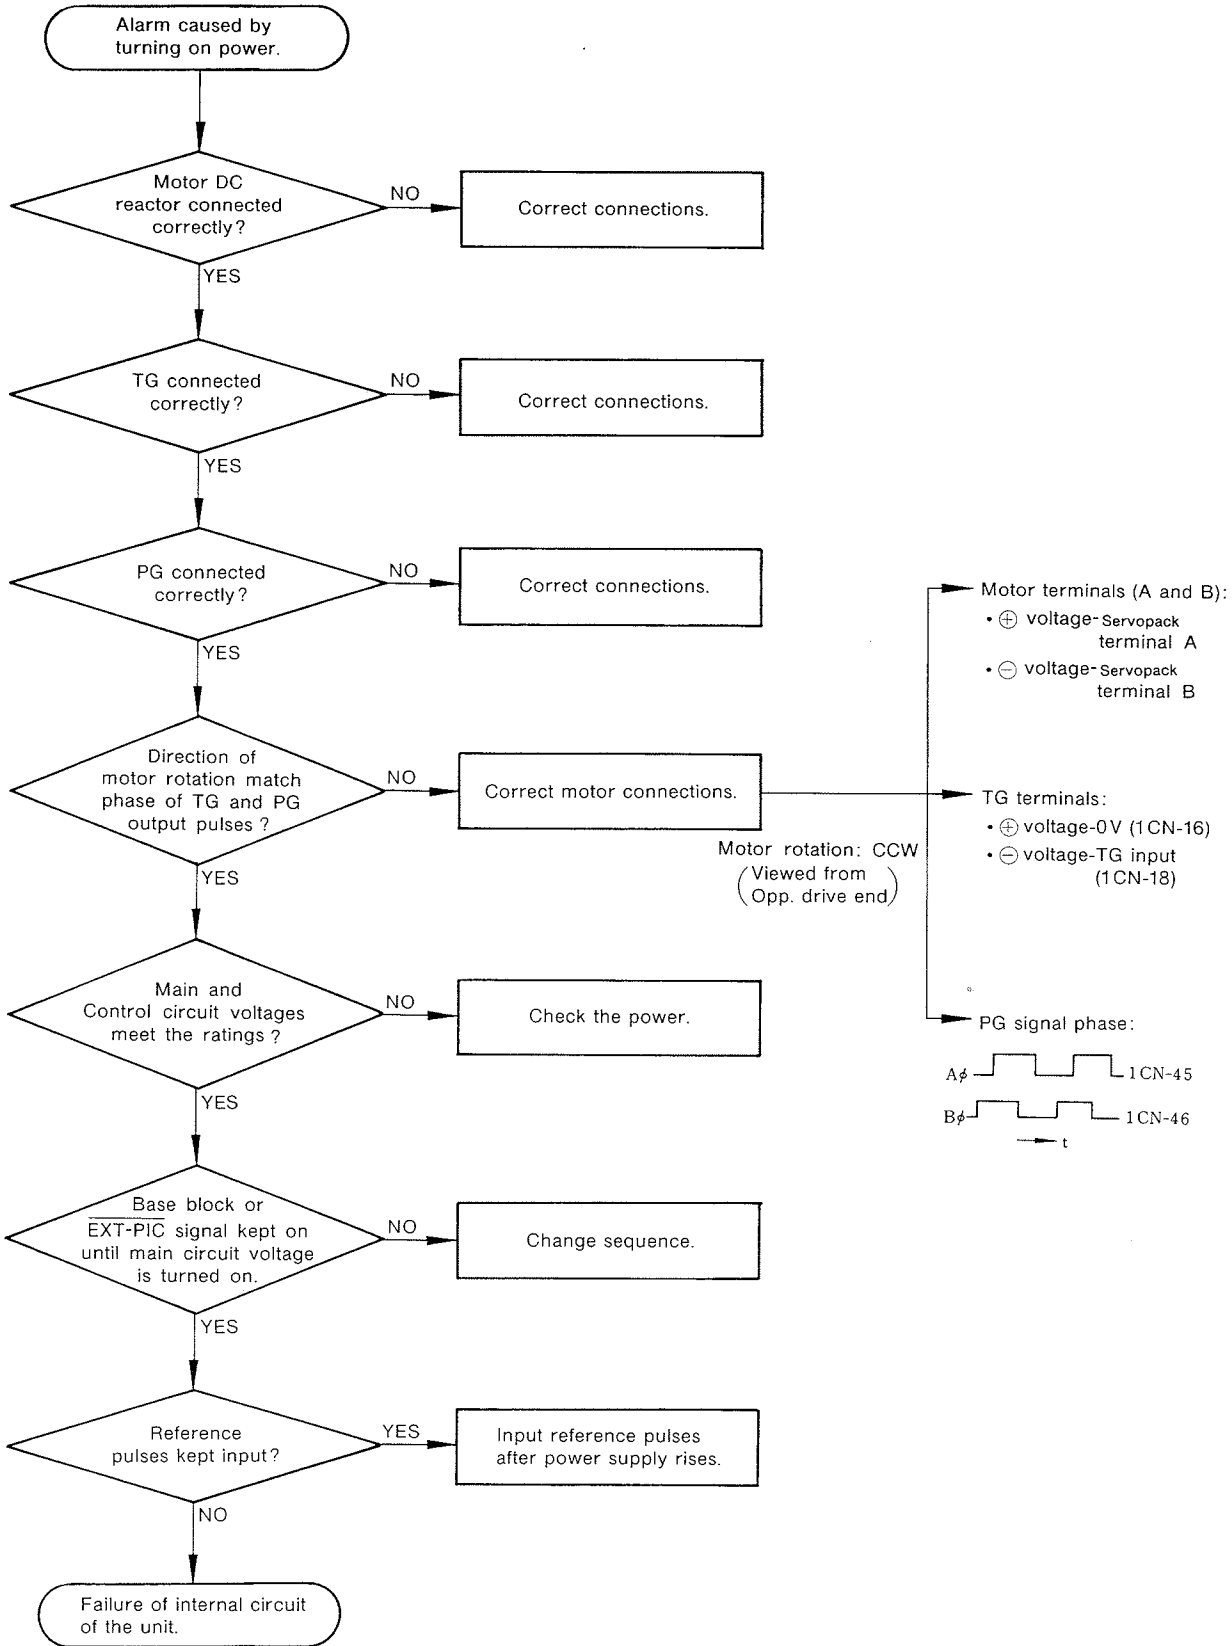 Alarm caused by
turning on power.
Motor DC
reactor connected
correctly?
NO
Correct connections.
YES
TG connected
correctly?
NO
Correct connections.
YES
PG connected
correctly?
NO
Correct connections.
YES
Direction of
motor rotation match
phase of TG and PG
output pulses?
NO
Correct motor connections.
YES
Motor rotation: CCW
(Viewed from
Opp. drive end)
Motor terminals (A and B):
• ⊕ voltage-Servopack
terminal A
• ⊖ voltage-Servopack
terminal B
TG terminals:
• ⊕ voltage-0V (1CN-16)
• ⊖ voltage-TG input
(1CN-18)
PG signal phase:
Aφ 1CN-45
Bφ 1CN-46
t
Main and
Control circuit voltages
meet the ratings?
NO
Check the power.
YES
Base block or
EXT-PIC signal kept on
until main circuit voltage
is turned on.
NO
Change sequence.
YES
Reference
pulses kept input?
YES
Input reference pulses
after power supply rises.
NO
Failure of internal circuit
of the unit.